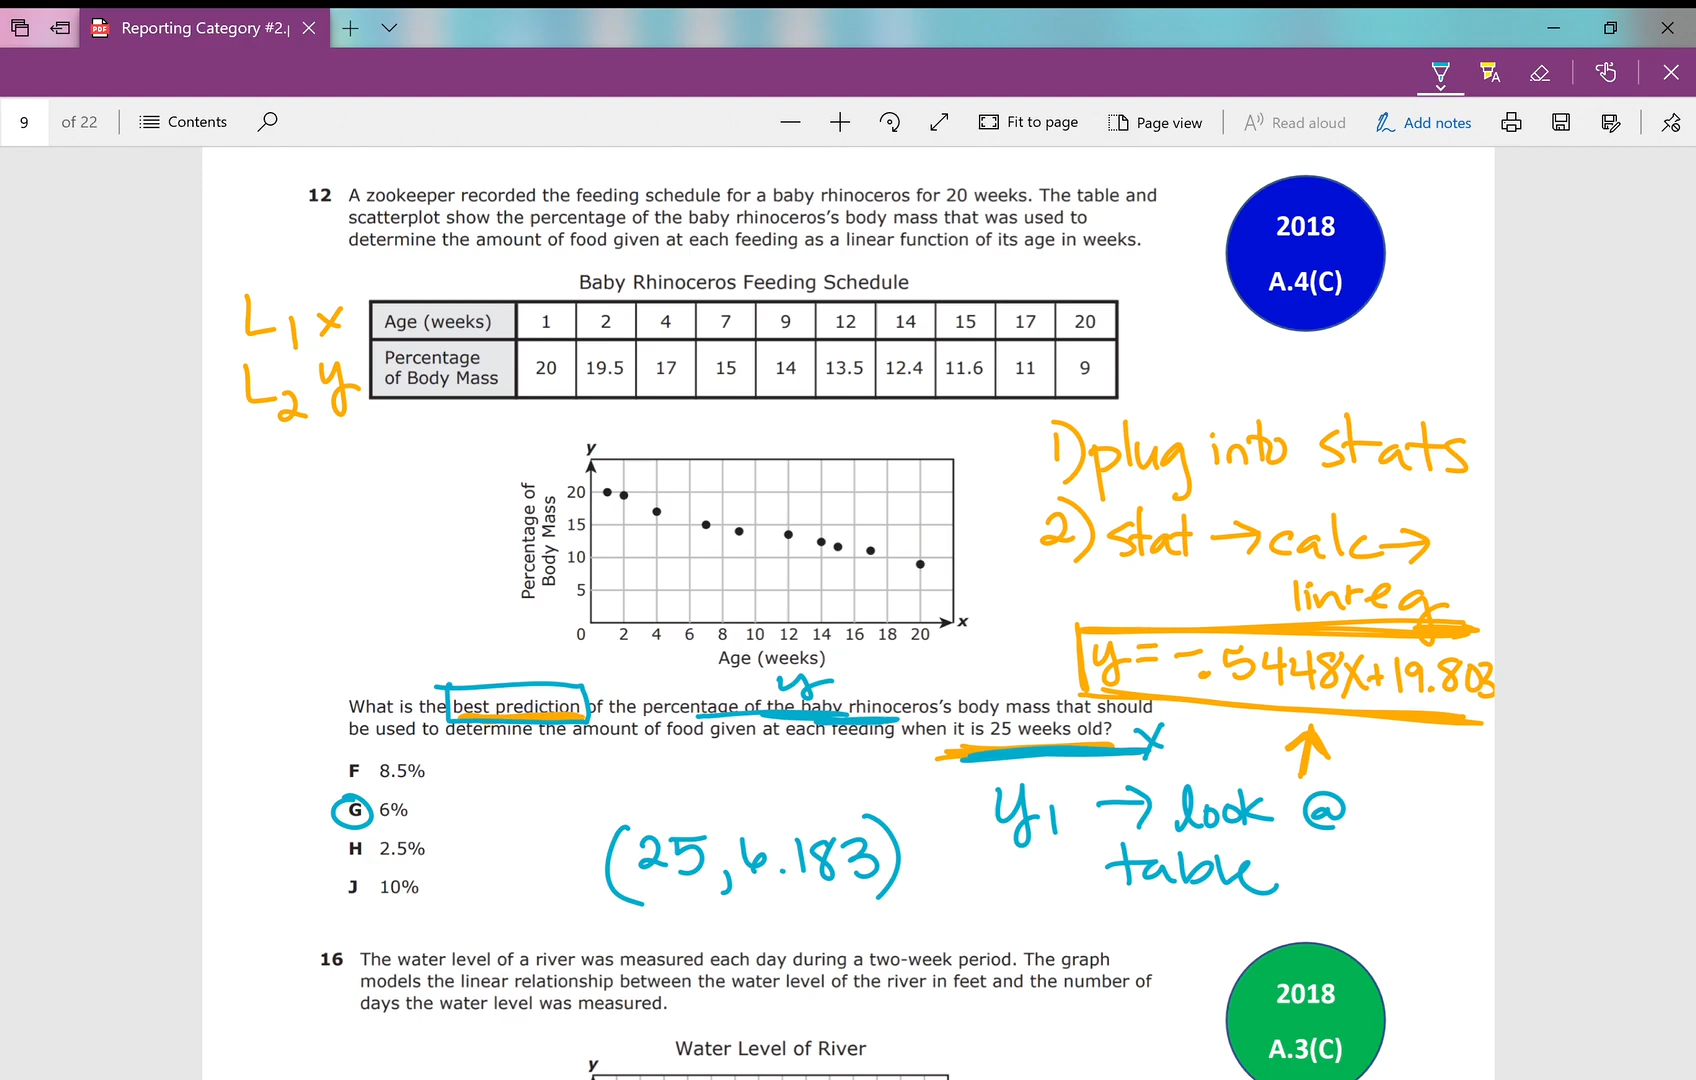 Reporting Category #2.p
9 of 22 Contents Fit to page Page view Read aloud Add notes
12 A zookeeper recorded the feeding schedule for a baby rhinoceros for 20 weeks. The table and
scatterplot show the percentage of the baby rhinoceros's body mass that was used to
determine the amount of food given at each feeding as a linear function of its age in weeks.
2018
A.4(C)
Baby Rhinoceros Feeding Schedule
L1 x
Age (weeks) 1 2 4 7 9 12 14 15 17 20
L2 y
Percentage
of Body Mass 20 19.5 17 15 14 13.5 12.4 11.6 11 9
1) plug into stats
2) stat → calc →
linreg
y = -.5448x + 19.803
y
Percentage of
Body Mass
20
15
10
5
0 2 4 6 8 10 12 14 16 18 20
x
Age (weeks)
y
What is the best prediction of the percentage of the baby rhinoceros's body mass that should
be used to determine the amount of food given at each feeding when it is 25 weeks old?
x
F 8.5%
G 6%
H 2.5%
J 10%
(25, 6.183)
y1 → look @
table
16 The water level of a river was measured each day during a two-week period. The graph
models the linear relationship between the water level of the river in feet and the number of
days the water level was measured.
2018
A.3(C)
Water Level of River
y